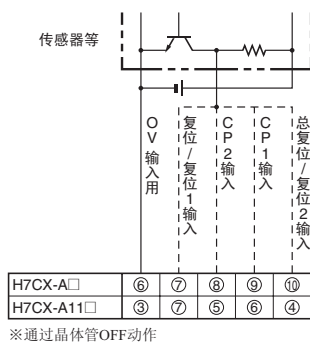 传感器等
0V 输入用
复位/复位1输入
CP2输入
CP1输入
总复位/复位2输入
H7CX-A□ ⑥ ⑦ ⑧ ⑨ ⑩
H7CX-A11□ ③ ⑦ ⑤ ⑥ ④
※通过晶体管OFF动作